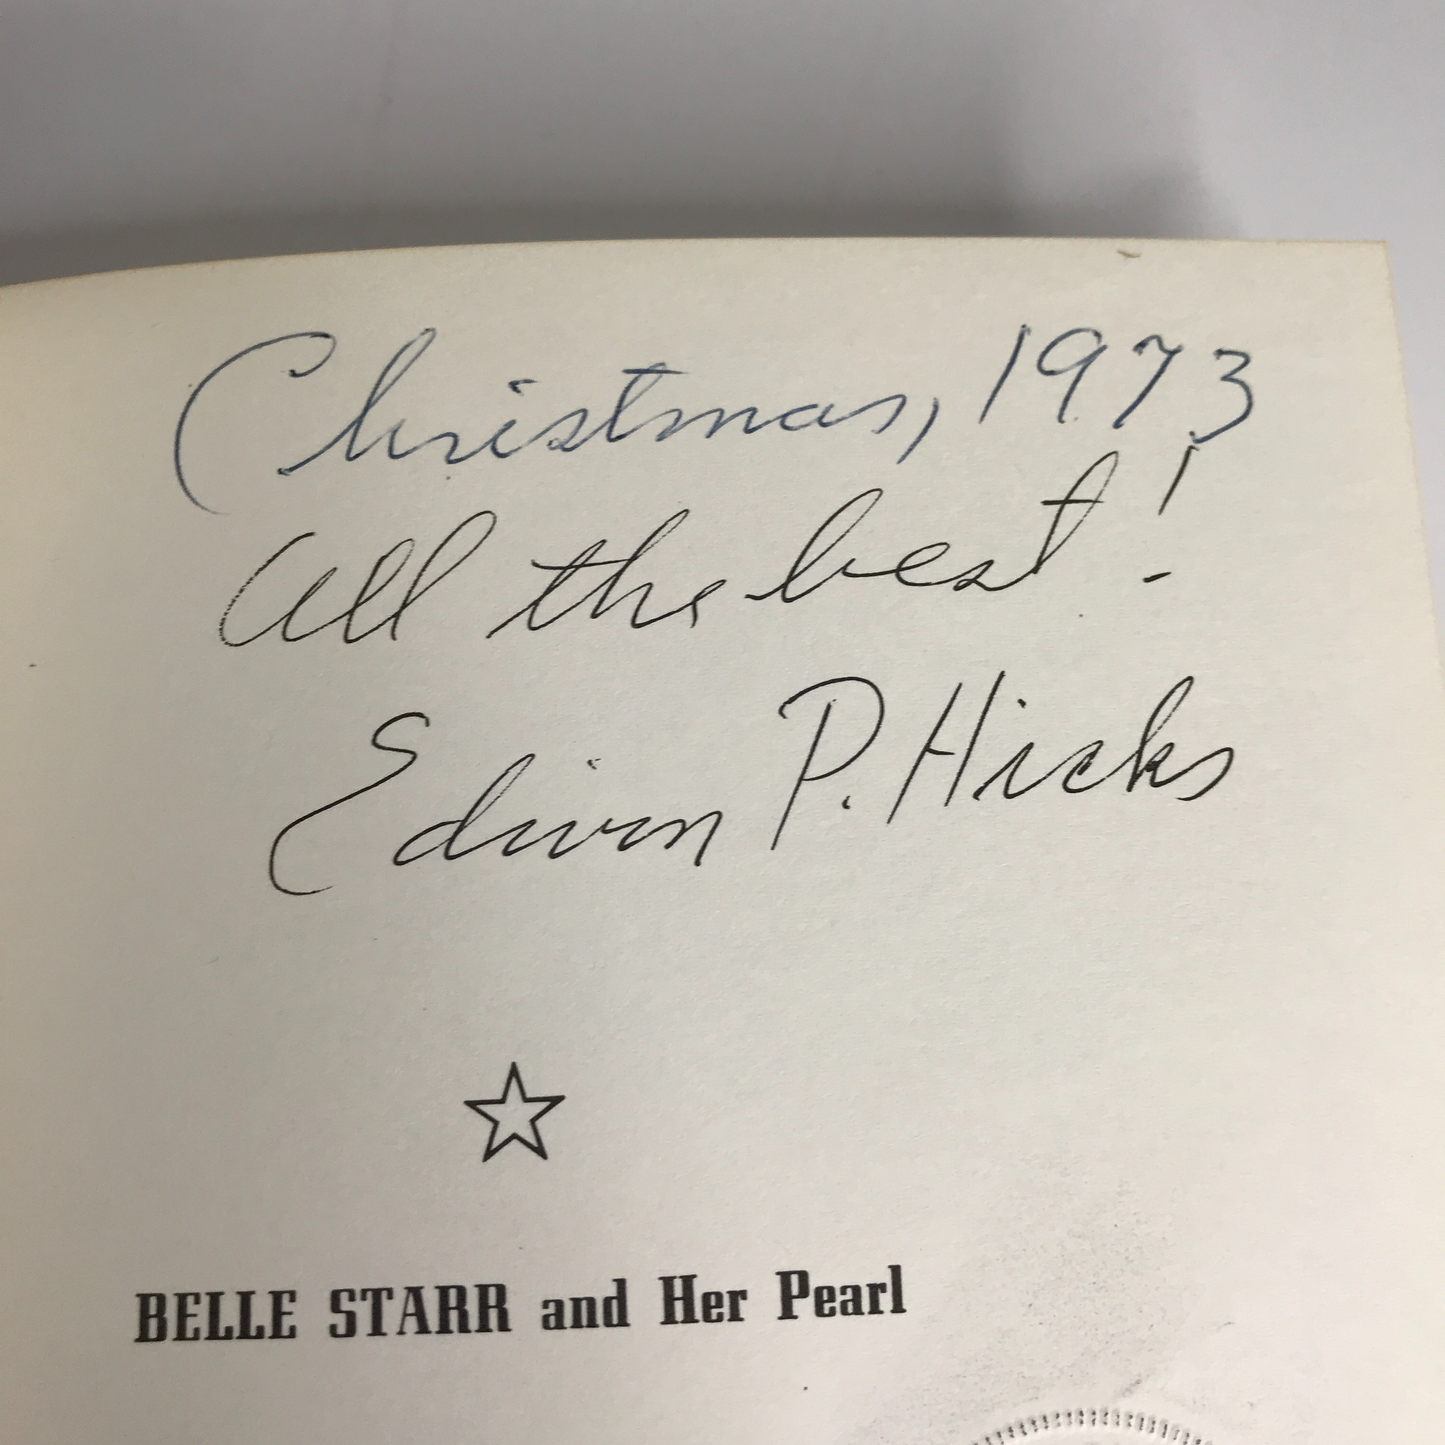 Christmas, 1973
All the best!
Edwin P. Hicks
BELLE STARR and Her Pearl